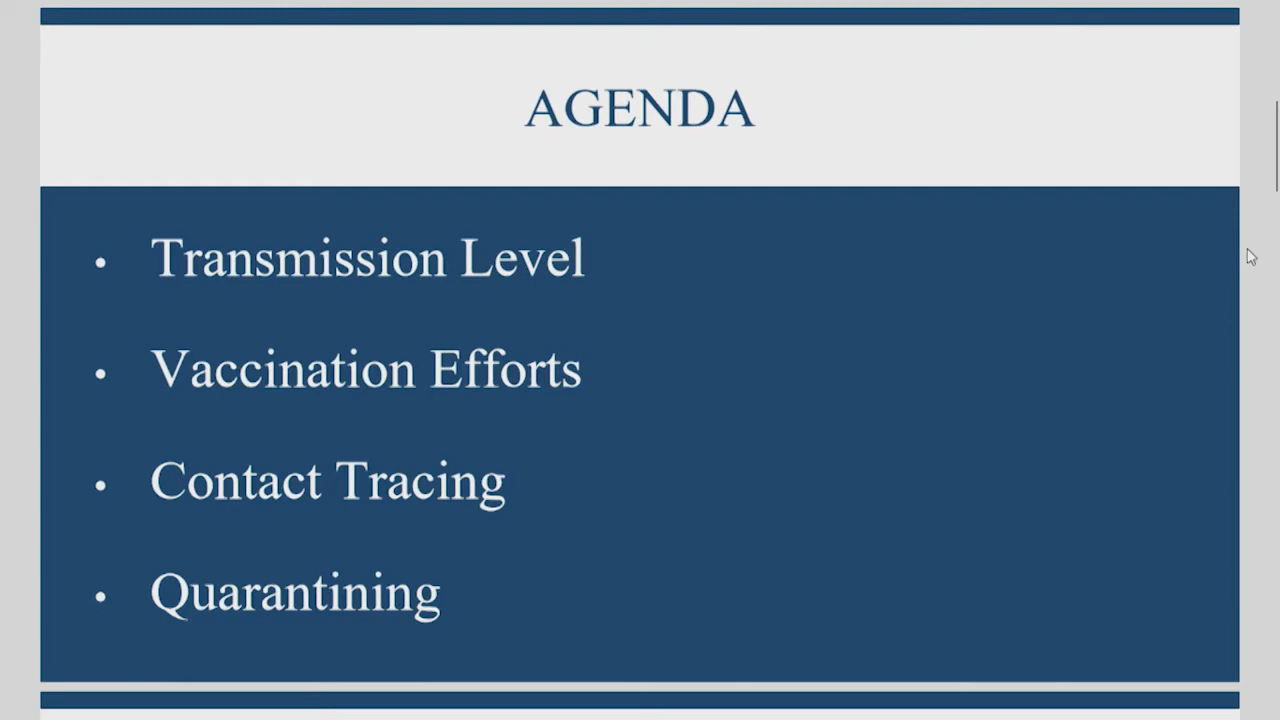 AGENDA
• Transmission Level
• Vaccination Efforts
• Contact Tracing
• Quarantining